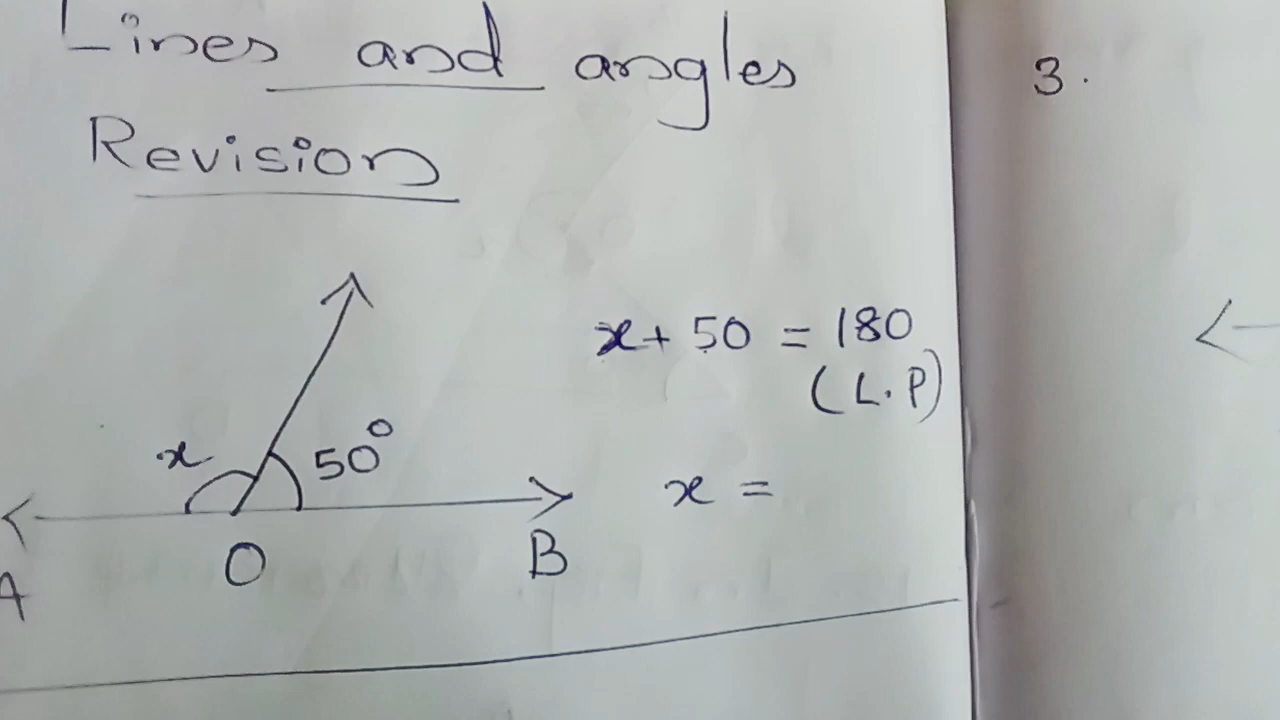 Lines and angles
Revision
x + 50 = 180
(L.P)
x 50°
x =
O B
A
3.